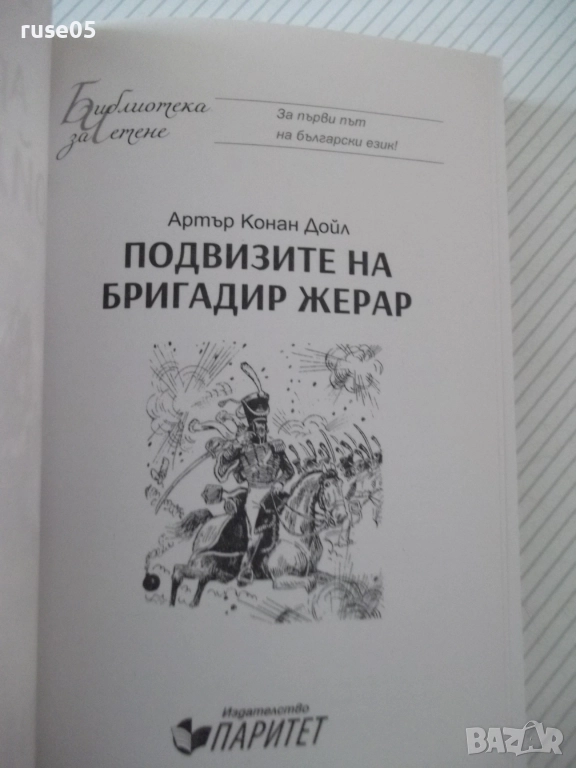 ruse05
Библиотека
за Четене
За първи път
на български език!
Артър Конан Дойл
ПОДВИЗИТЕ НА
БРИГАДИР ЖЕРАР
Издателство
ПАРИТЕТ
BAZAR